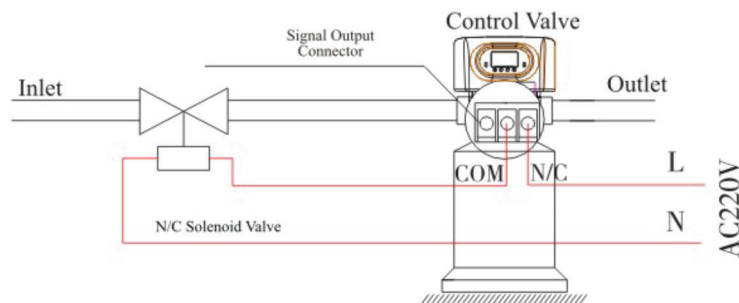 Control Valve
Signal Output
Connector
Inlet
Outlet
COM
N/C
L
N/C Solenoid Valve
N
AC220V